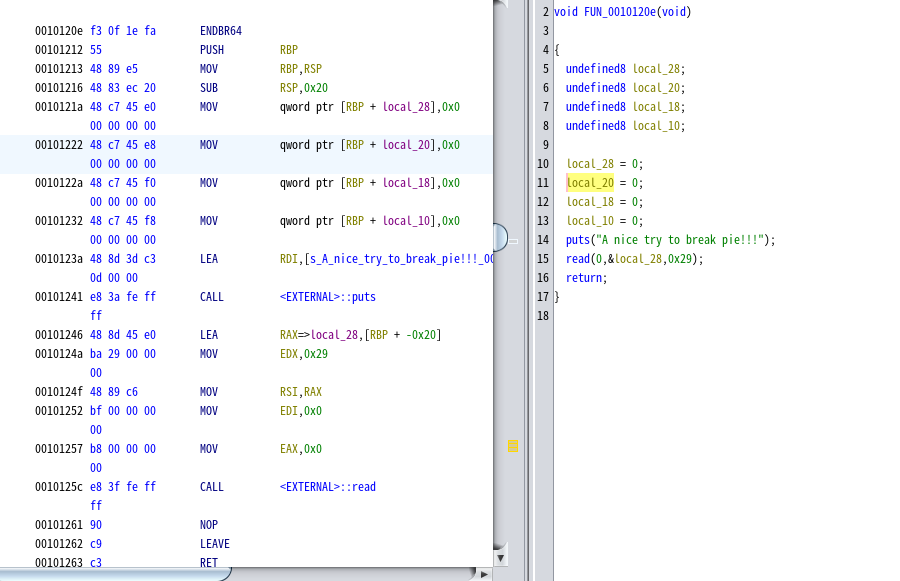 0010120e f3 0f 1e fa ENDBR64
00101212 55 PUSH RBP
00101213 48 89 e5 MOV RBP,RSP
00101216 48 83 ec 20 SUB RSP,0x20
0010121a 48 c7 45 e0 MOV qword ptr [RBP + local_28],0x0
00 00 00 00
00101222 48 c7 45 e8 MOV qword ptr [RBP + local_20],0x0
00 00 00 00
0010122a 48 c7 45 f0 MOV qword ptr [RBP + local_18],0x0
00 00 00 00
00101232 48 c7 45 f8 MOV qword ptr [RBP + local_10],0x0
00 00 00 00
0010123a 48 8d 3d c3 LEA RDI,[s_A_nice_try_to_break_pie!!!_00
0d 00 00
00101241 e8 3a fe ff CALL <EXTERNAL>::puts
ff
00101246 48 8d 45 e0 LEA RAX=>local_28,[RBP + -0x20]
0010124a ba 29 00 00 MOV EDX,0x29
00
0010124f 48 89 c6 MOV RSI,RAX
00101252 bf 00 00 00 MOV EDI,0x0
00
00101257 b8 00 00 00 MOV EAX,0x0
00
0010125c e8 3f fe ff CALL <EXTERNAL>::read
ff
00101261 90 NOP
00101262 c9 LEAVE
00101263 c3 RET
2 void FUN_0010120e(void)
3
4 {
5 undefined8 local_28;
6 undefined8 local_20;
7 undefined8 local_18;
8 undefined8 local_10;
9
10 local_28 = 0;
11 local_20 = 0;
12 local_18 = 0;
13 local_10 = 0;
14 puts("A nice try to break pie!!!");
15 read(0,&local_28,0x29);
16 return;
17 }
18